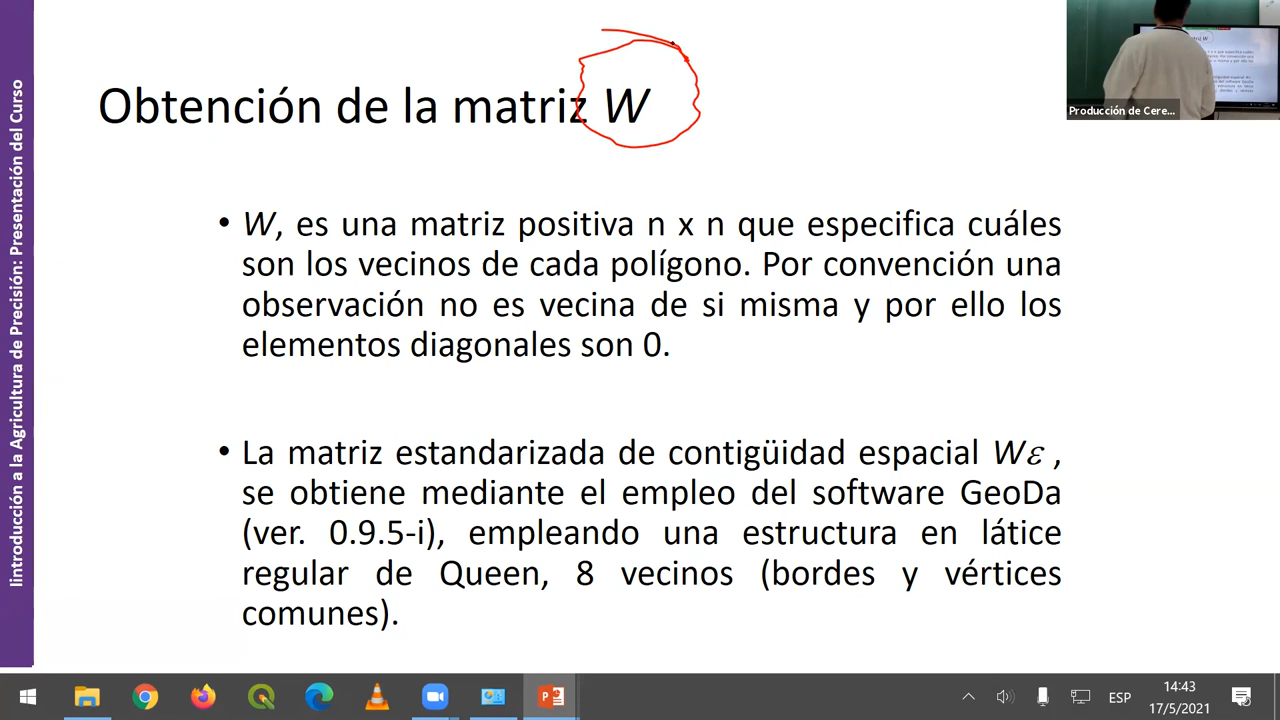 Iintroducción a la Agricultura de Precisión: Presentación del Curso
Obtención de la matriz W
• W, es una matriz positiva n x n que especifica cuáles
son los vecinos de cada polígono. Por convención una
observación no es vecina de si misma y por ello los
elementos diagonales son 0.
• La matriz estandarizada de contigüidad espacial Wε ,
se obtiene mediante el empleo del software GeoDa
(ver. 0.9.5-i), empleando una estructura en látice
regular de Queen, 8 vecinos (bordes y vértices
comunes).
Producción de Cere...
ESP
14:43
17/5/2021